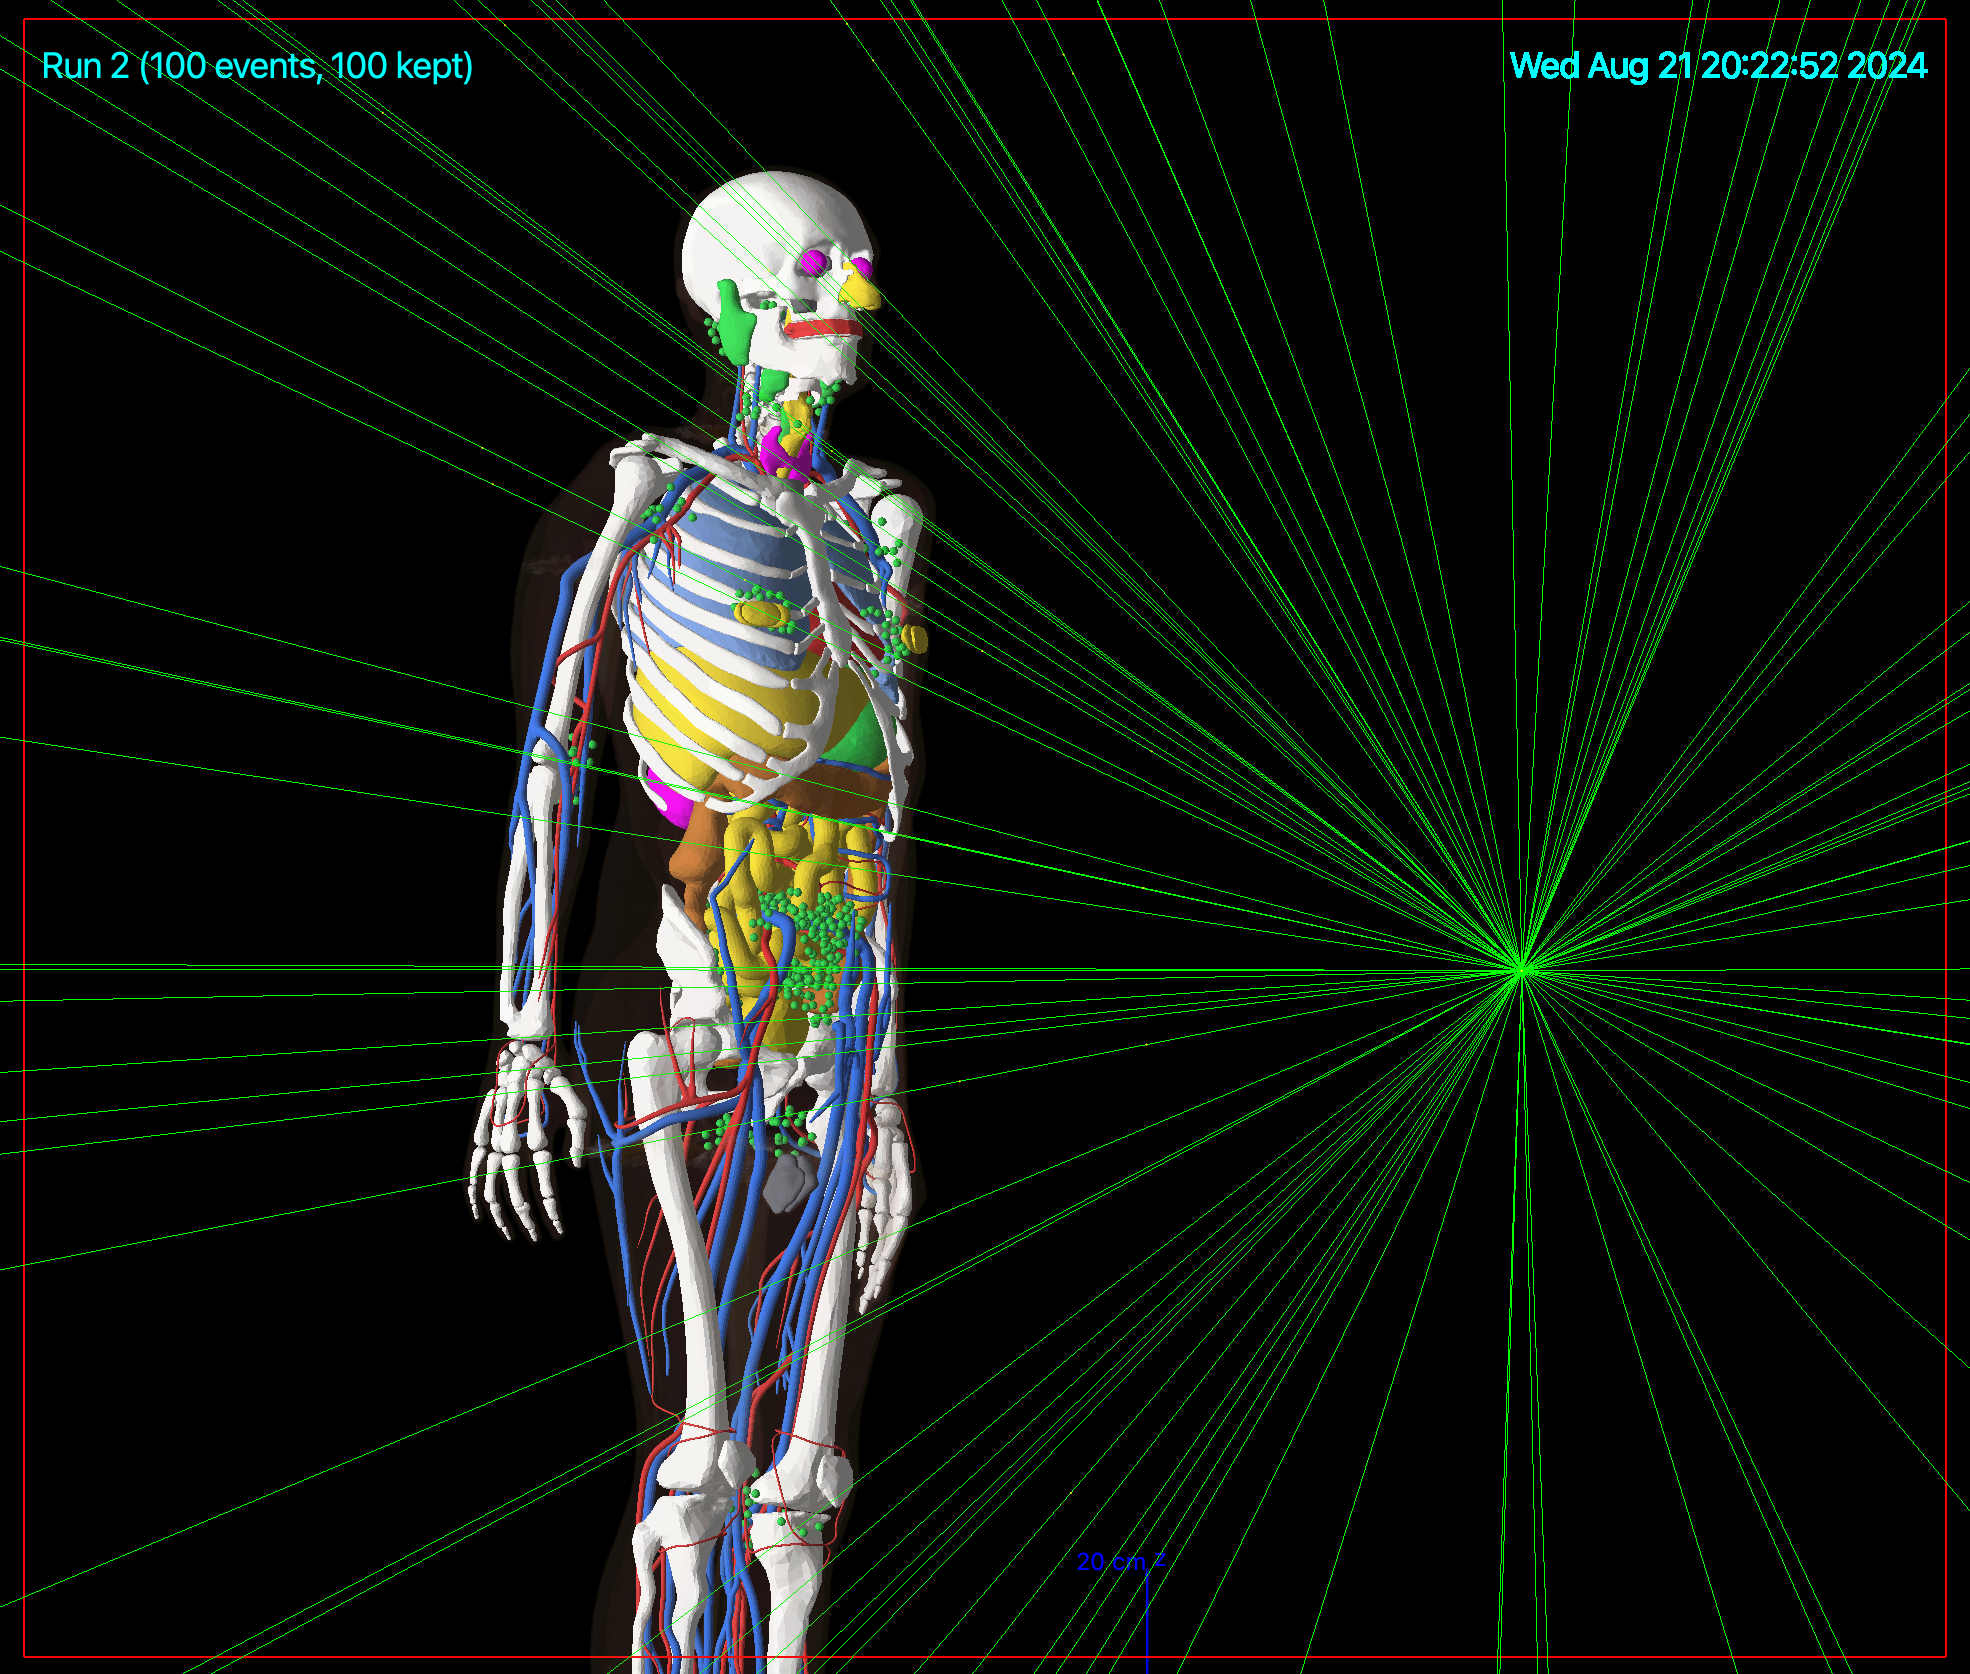 Run 2 (100 events, 100 kept)
Wed Aug 21 20:22:52 2024
20 cm
z